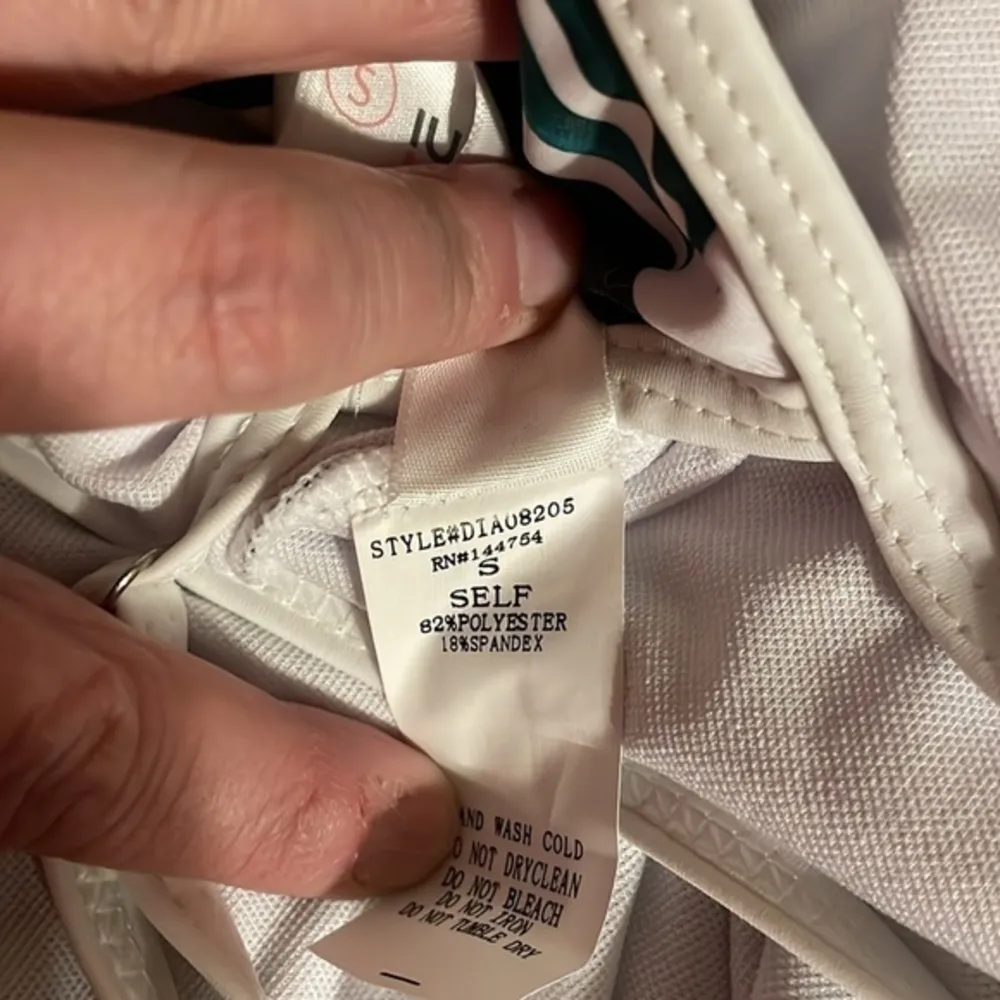 S
IU
STYLE#DIA08205
RN#144754
S
SELF
82%POLYESTER
18%SPANDEX
AND WASH COLD
O NOT DRYCLEAN
DO NOT BLEACH
DO NOT IRON
DO NOT TUMBLE DRY